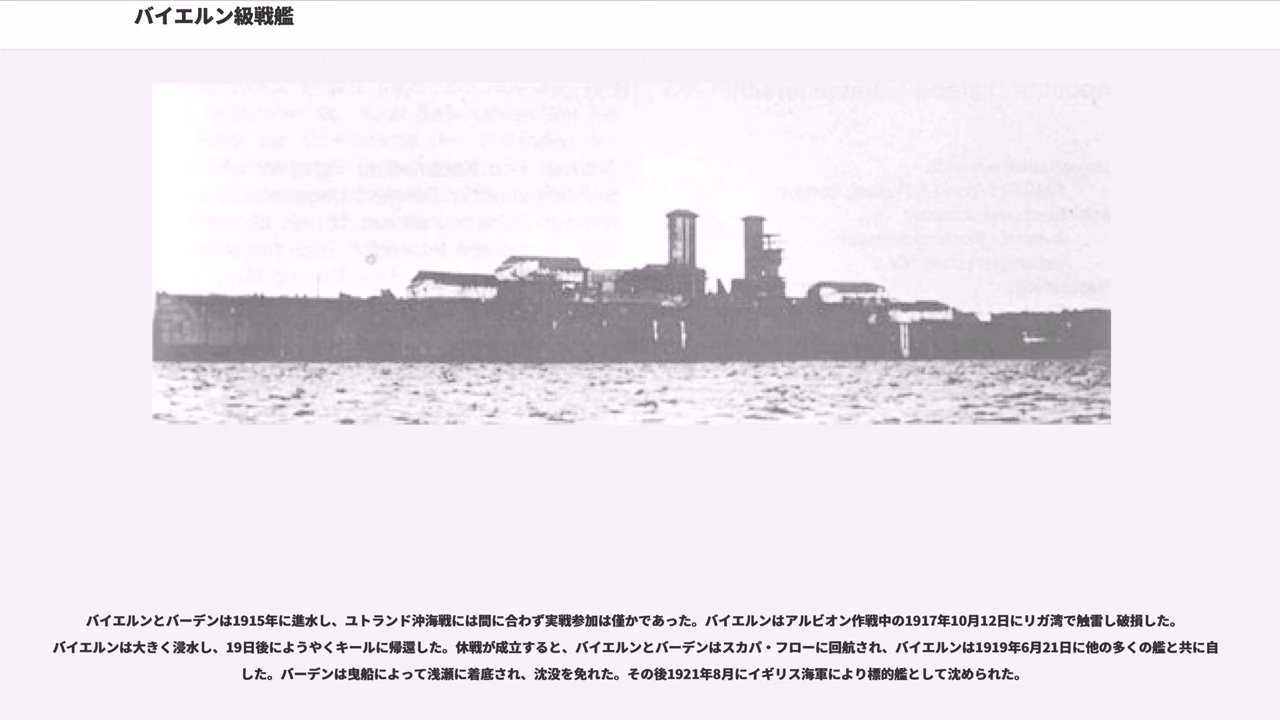 バイエルン級戦艦
バイエルンとバーデンは1915年に進水し、ユトランド沖海戦には間に合わず実戦参加は僅かであった。バイエルンはアルビオン作戦中の1917年10月12日にリガ湾で触雷し破損した。
バイエルンは大きく浸水し、19日後にようやくキールに帰還した。休戦が成立すると、バイエルンとバーデンはスカパ・フローに回航され、バイエルンは1919年6月21日に他の多くの艦と共に自
した。バーデンは曳船によって浅瀬に着底され、沈没を免れた。その後1921年8月にイギリス海軍により標的艦として沈められた。